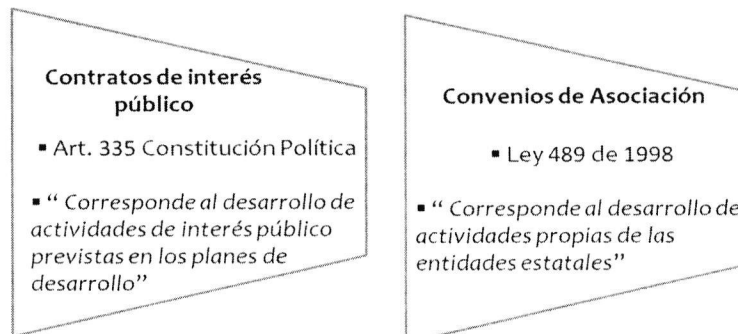 Contratos de interés
público
▪ Art. 335 Constitución Política
▪ “ Corresponde al desarrollo de
actividades de interés público
previstas en los planes de
desarrollo”
Convenios de Asociación
▪ Ley 489 de 1998
▪ “ Corresponde al desarrollo de
actividades propias de las
entidades estatales”